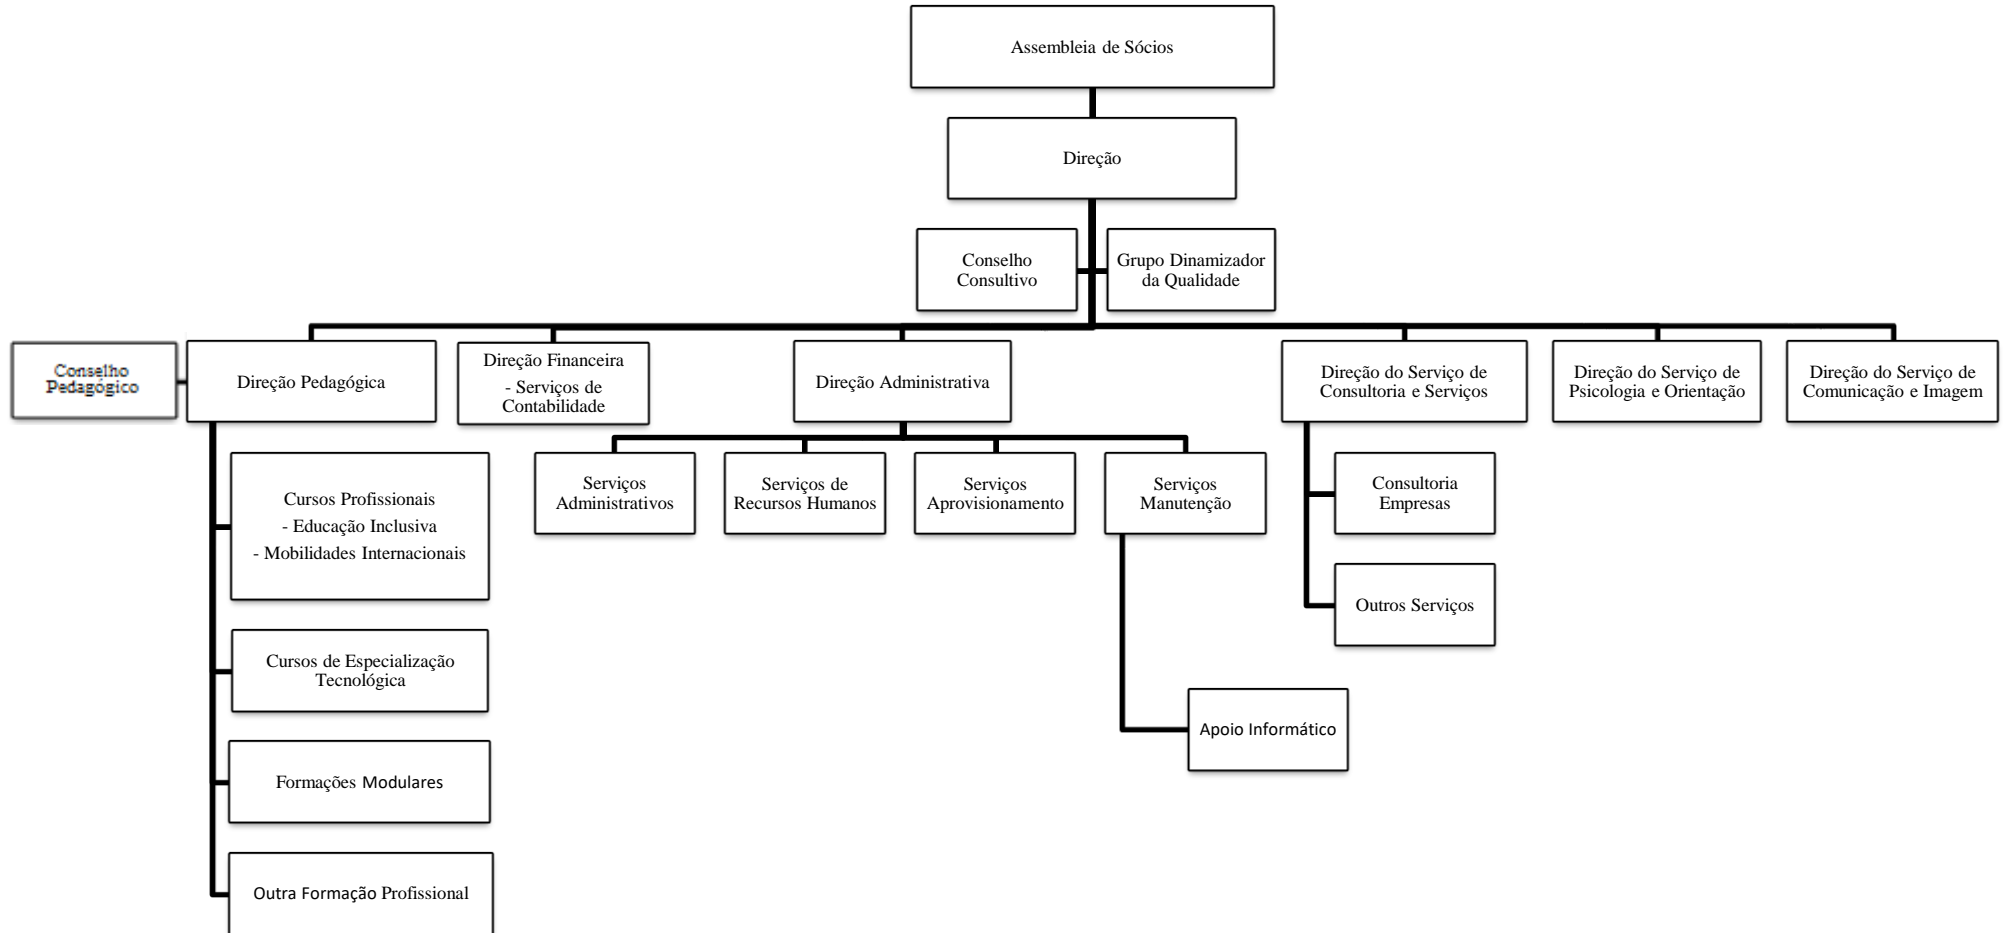 Assembleia de Sócios
Direção
Conselho
Consultivo
Grupo Dinamizador
da Qualidade
Conselho
Pedagógico
Direção Pedagógica
Direção Financeira
- Serviços de
Contabilidade
Direção Administrativa
Direção do Serviço de
Consultoria e Serviços
Direção do Serviço de
Psicologia e Orientação
Direção do Serviço de
Comunicação e Imagem
Cursos Profissionais
- Educação Inclusiva
- Mobilidades Internacionais
Cursos de Especialização
Tecnológica
Formações Modulares
Outra Formação Profissional
Serviços
Administrativos
Serviços de
Recursos Humanos
Serviços
Aprovisionamento
Serviços
Manutenção
Apoio Informático
Consultoria
Empresas
Outros Serviços